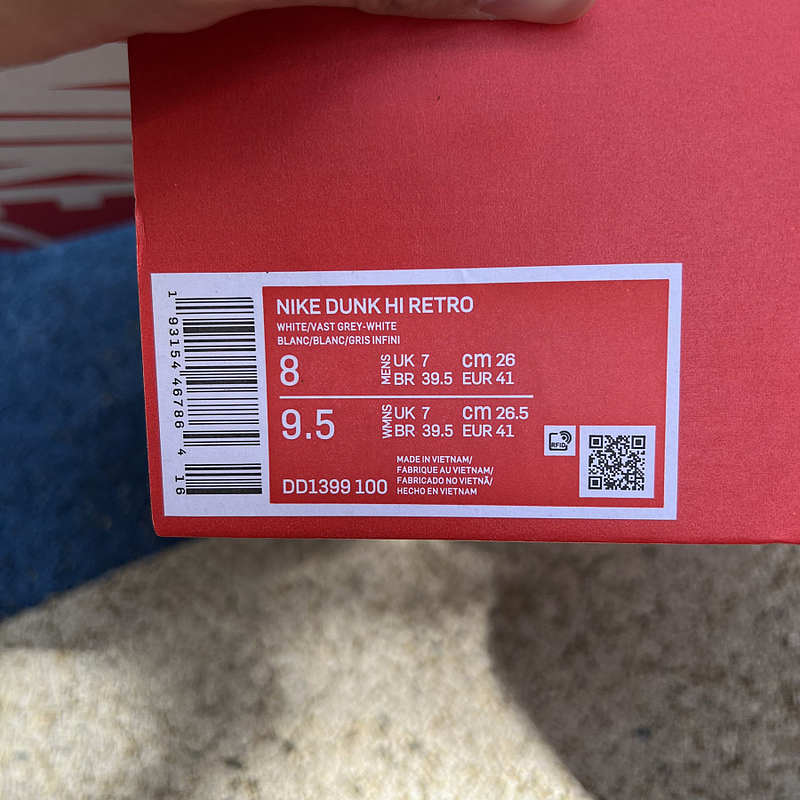 NIKE DUNK HI RETRO
WHITE/VAST GREY-WHITE
BLANC/BLANC/GRIS INFINI
8 MENS UK 7 cm 26
BR 39.5 EUR 41
9.5 WMNS UK 7 cm 26.5
BR 39.5 EUR 41
MADE IN VIETNAM/
FABRIQUE AU VIETNAM/
FABRICADO NO VIETNÃ/
HECHO EN VIETNAM
DD1399 100
RFID
1 93154 46786 4 16